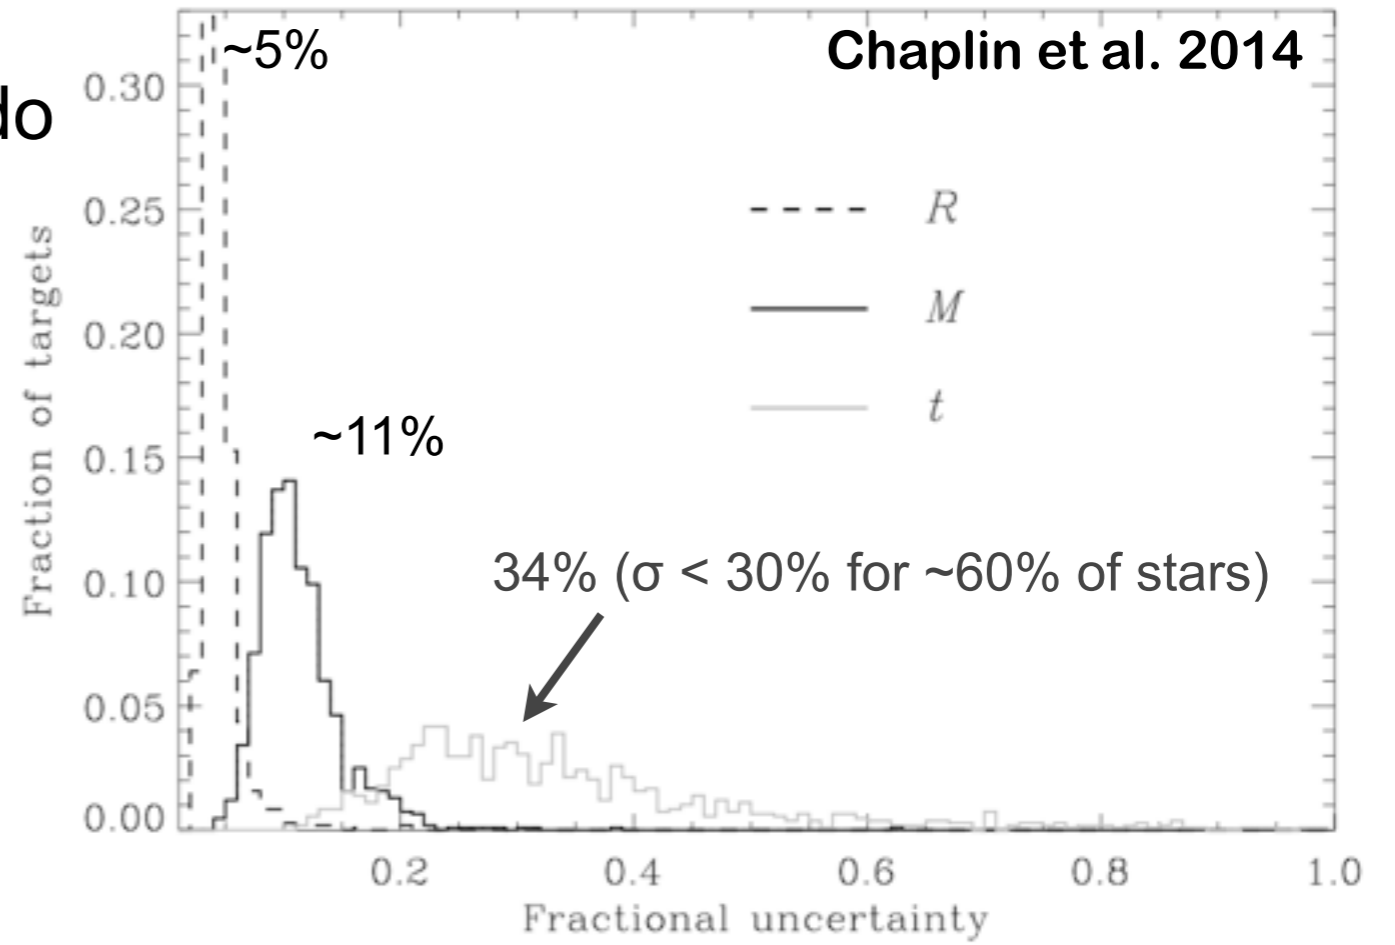 ~5%
Chaplin et al. 2014
do
0.30
0.25
R
0.20
M
0.15
~11%
t
0.10
34% (σ < 30% for ~60% of stars)
0.05
0.00
Fraction of targets
0.2 0.4 0.6 0.8 1.0
Fractional uncertainty